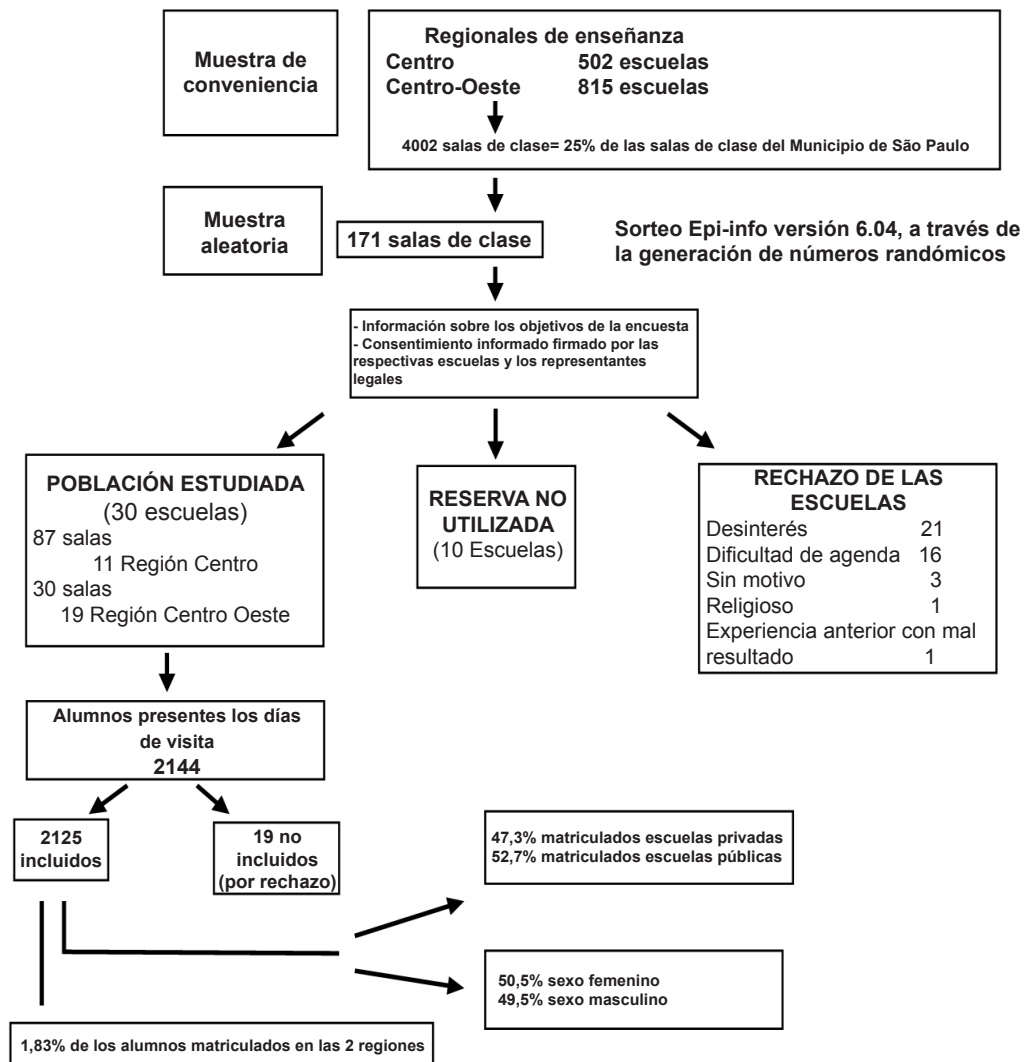 Muestra de
conveniencia
Regionales de enseñanza
Centro 502 escuelas
Centro-Oeste 815 escuelas
4002 salas de clase= 25% de las salas de clase del Municipio de São Paulo
Muestra
aleatoria
171 salas de clase
Sorteo Epi-info versión 6.04, a través de
la generación de números randómicos
- Información sobre los objetivos de la encuesta
- Consentimiento informado firmado por las
respectivas escuelas y los representantes
legales
POBLACIÓN ESTUDIADA
(30 escuelas)
87 salas
11 Región Centro
30 salas
19 Región Centro Oeste
RESERVA NO
UTILIZADA
(10 Escuelas)
RECHAZO DE LAS
ESCUELAS
Desinterés 21
Dificultad de agenda 16
Sin motivo 3
Religioso 1
Experiencia anterior con mal
resultado 1
Alumnos presentes los días
de visita
2144
2125
incluidos
19 no
incluidos
(por rechazo)
47,3% matriculados escuelas privadas
52,7% matriculados escuelas públicas
50,5% sexo femenino
49,5% sexo masculino
1,83% de los alumnos matriculados en las 2 regiones